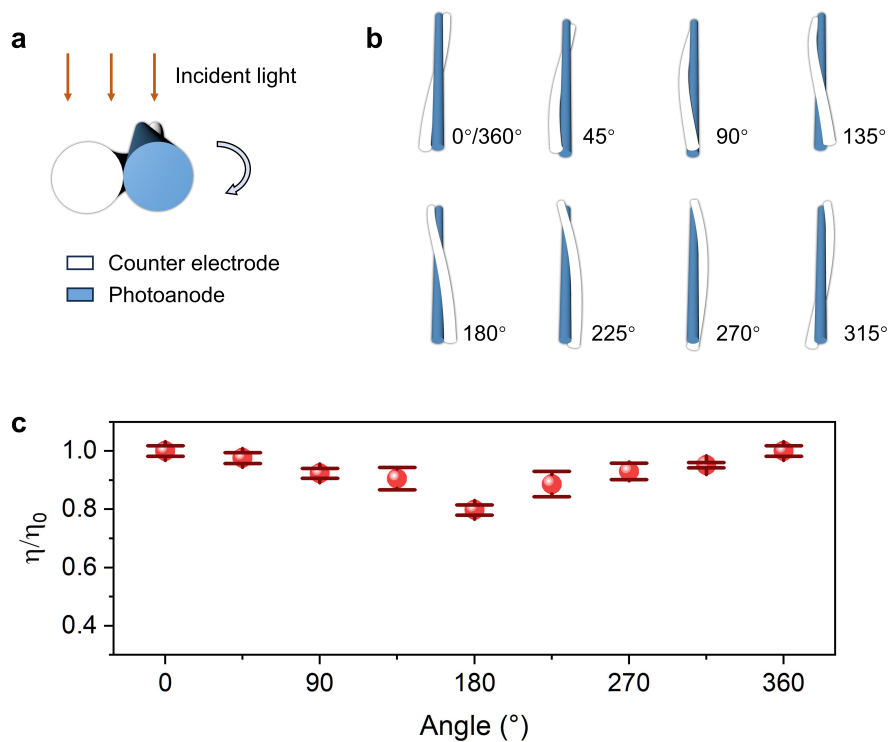 a
Incident light
Counter electrode
Photoanode
b
0°/360°
45°
90°
135°
180°
225°
270°
315°
c
η/η0
1.0
0.8
0.6
0.4
0
90
180
270
360
Angle (°)